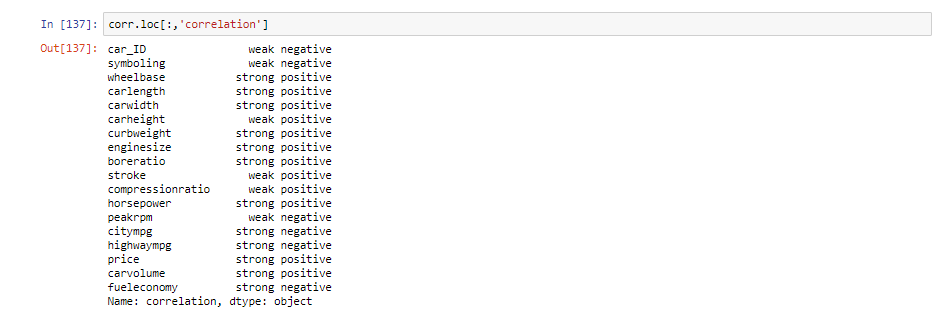 In [137]: corr.loc[:,'correlation']
Out[137]: car_ID weak negative
symboling weak negative
wheelbase strong positive
carlength strong positive
carwidth strong positive
carheight weak positive
curbweight strong positive
enginesize strong positive
boreratio strong positive
stroke weak positive
compressionratio weak positive
horsepower strong positive
peakrpm weak negative
citympg strong negative
highwaympg strong negative
price strong positive
carvolume strong positive
fueleconomy strong negative
Name: correlation, dtype: object